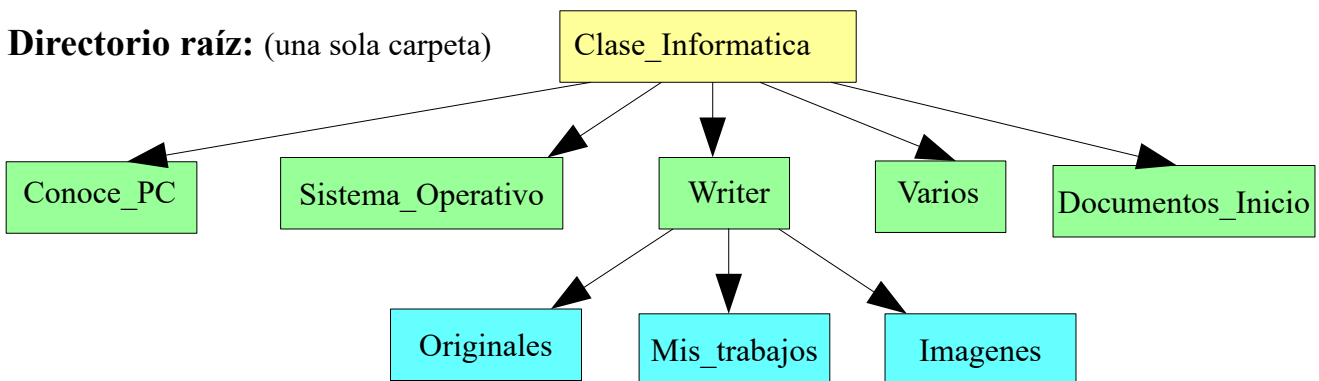 Directorio raíz: (una sola carpeta)
Clase_Informatica
Conoce_PC
Sistema_Operativo
Writer
Varios
Documentos_Inicio
Originales
Mis_trabajos
Imagenes